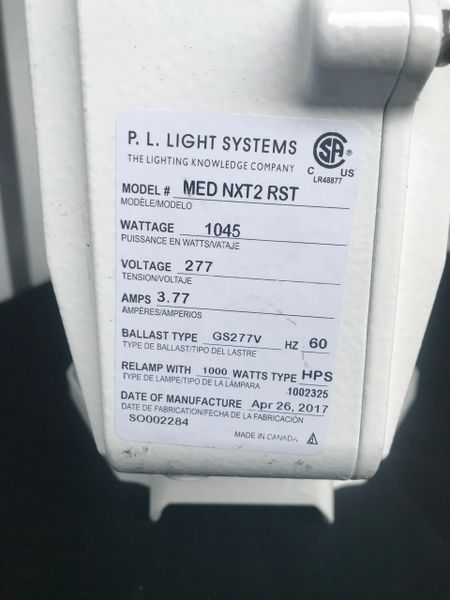 P. L. LIGHT SYSTEMS
THE LIGHTING KNOWLEDGE COMPANY
SA
C US
LR48877
MODEL # MED NXT2 RST
MODÈLE/MODELO
WATTAGE 1045
PUISSANCE EN WATTS/VATAJE
VOLTAGE 277
TENSION/VOLTAJE
AMPS 3.77
AMPÈRES/AMPERIOS
BALLAST TYPE GS277V HZ 60
TYPE DE BALLAST/TIPO DEL LASTRE
RELAMP WITH 1000 WATTS TYPE HPS
TYPE DE LAMPE/TIPO DE LA LÁMPARA 1002325
DATE OF MANUFACTURE Apr 26, 2017
DATE DE FABRICATION/FECHA DE LA FABRICACIÓN
SO002284
MADE IN CANADA